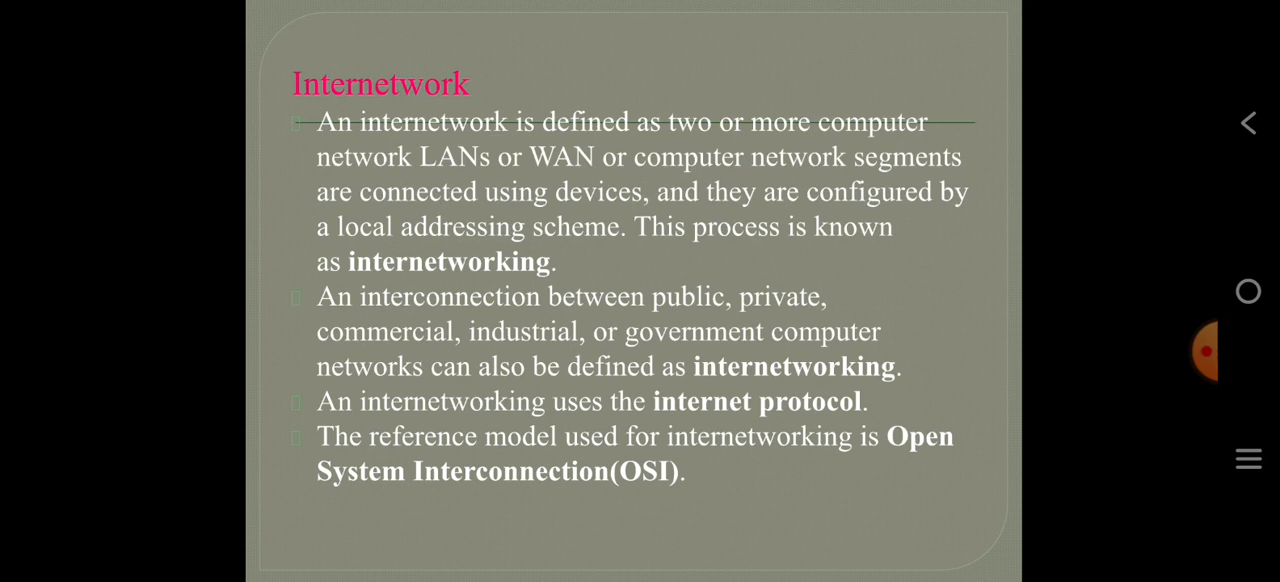 Internetwork
An internetwork is defined as two or more computer
network LANs or WAN or computer network segments
are connected using devices, and they are configured by
a local addressing scheme. This process is known
as internetworking.
An interconnection between public, private,
commercial, industrial, or government computer
networks can also be defined as internetworking.
An internetworking uses the internet protocol.
The reference model used for internetworking is Open
System Interconnection(OSI).